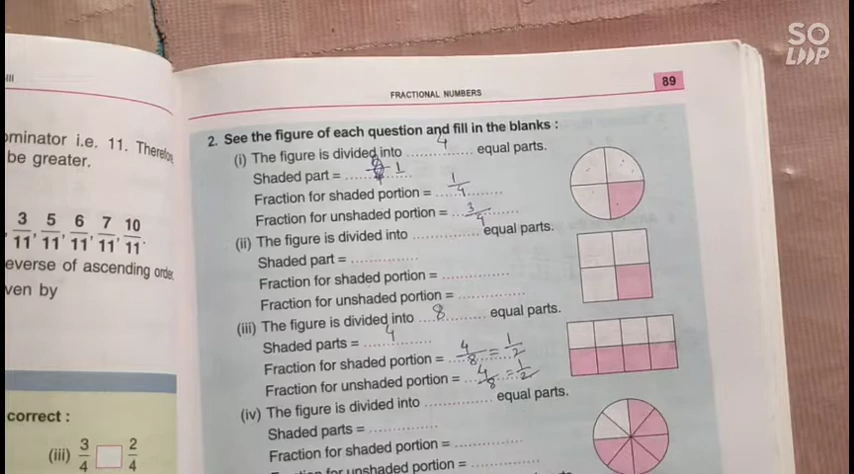 SO
LOOP
III
ominator i.e. 11. Therefore
be greater.
3/11, 5/11, 6/11, 7/11, 10/11.
everse of ascending order
ven by
correct :
(iii) 3/4 2/4
FRACTIONAL NUMBERS
89
2. See the figure of each question and fill in the blanks :
(i) The figure is divided into ....4.... equal parts.
Shaded part = .... 1
Fraction for shaded portion = ....1/4....
Fraction for unshaded portion = ....3/4....
(ii) The figure is divided into .............. equal parts.
Shaded part = ..............
Fraction for shaded portion = ..............
Fraction for unshaded portion = ..............
(iii) The figure is divided into ....8.... equal parts.
Shaded parts = ....4....
Fraction for shaded portion = ....4/8 = 1/2
Fraction for unshaded portion = ....4/8 = 1/2
(iv) The figure is divided into .............. equal parts.
Shaded parts = ..............
Fraction for shaded portion = ..............
for unshaded portion = ..............